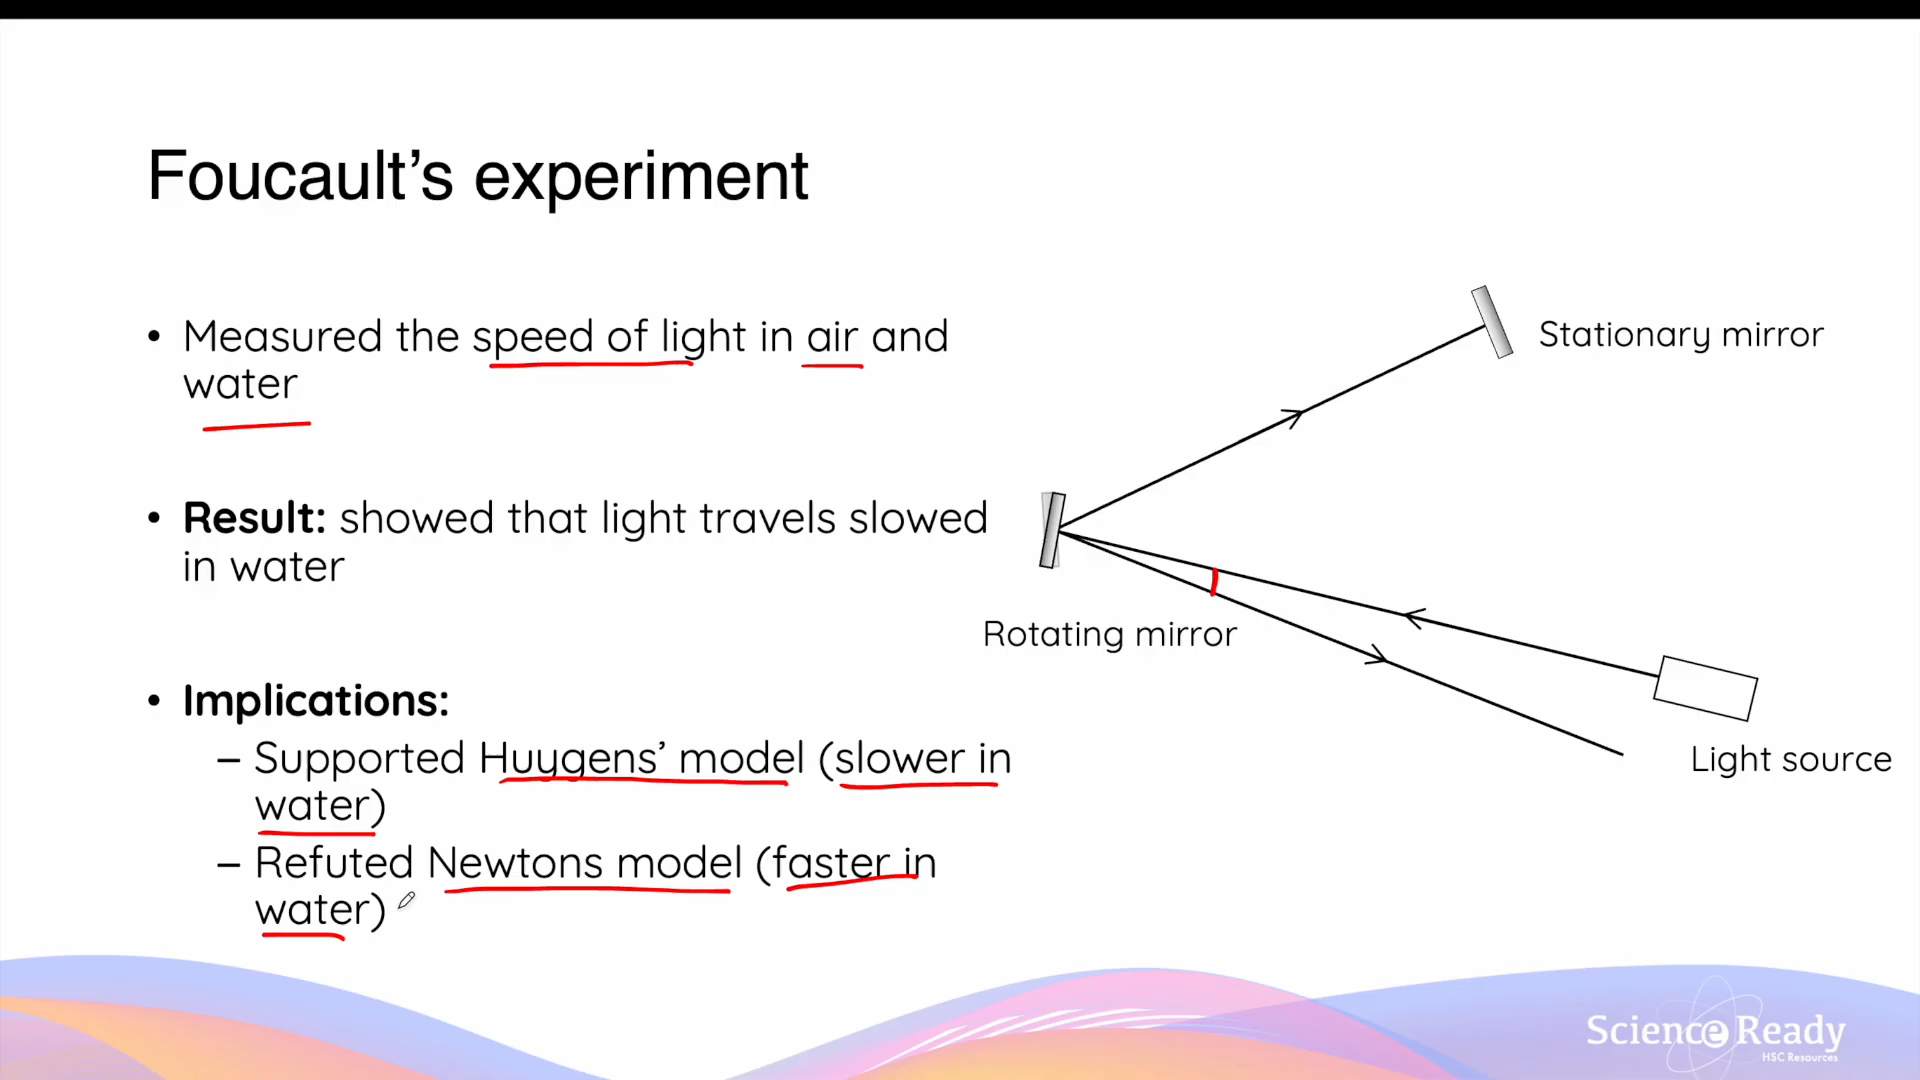 Foucault’s experiment
• Measured the speed of light in air and
water
• Result: showed that light travels slowed
in water
• Implications:
– Supported Huygens’ model (slower in
water)
– Refuted Newtons model (faster in
water)
Stationary mirror
Rotating mirror
Light source
Science Ready
HSC Resources